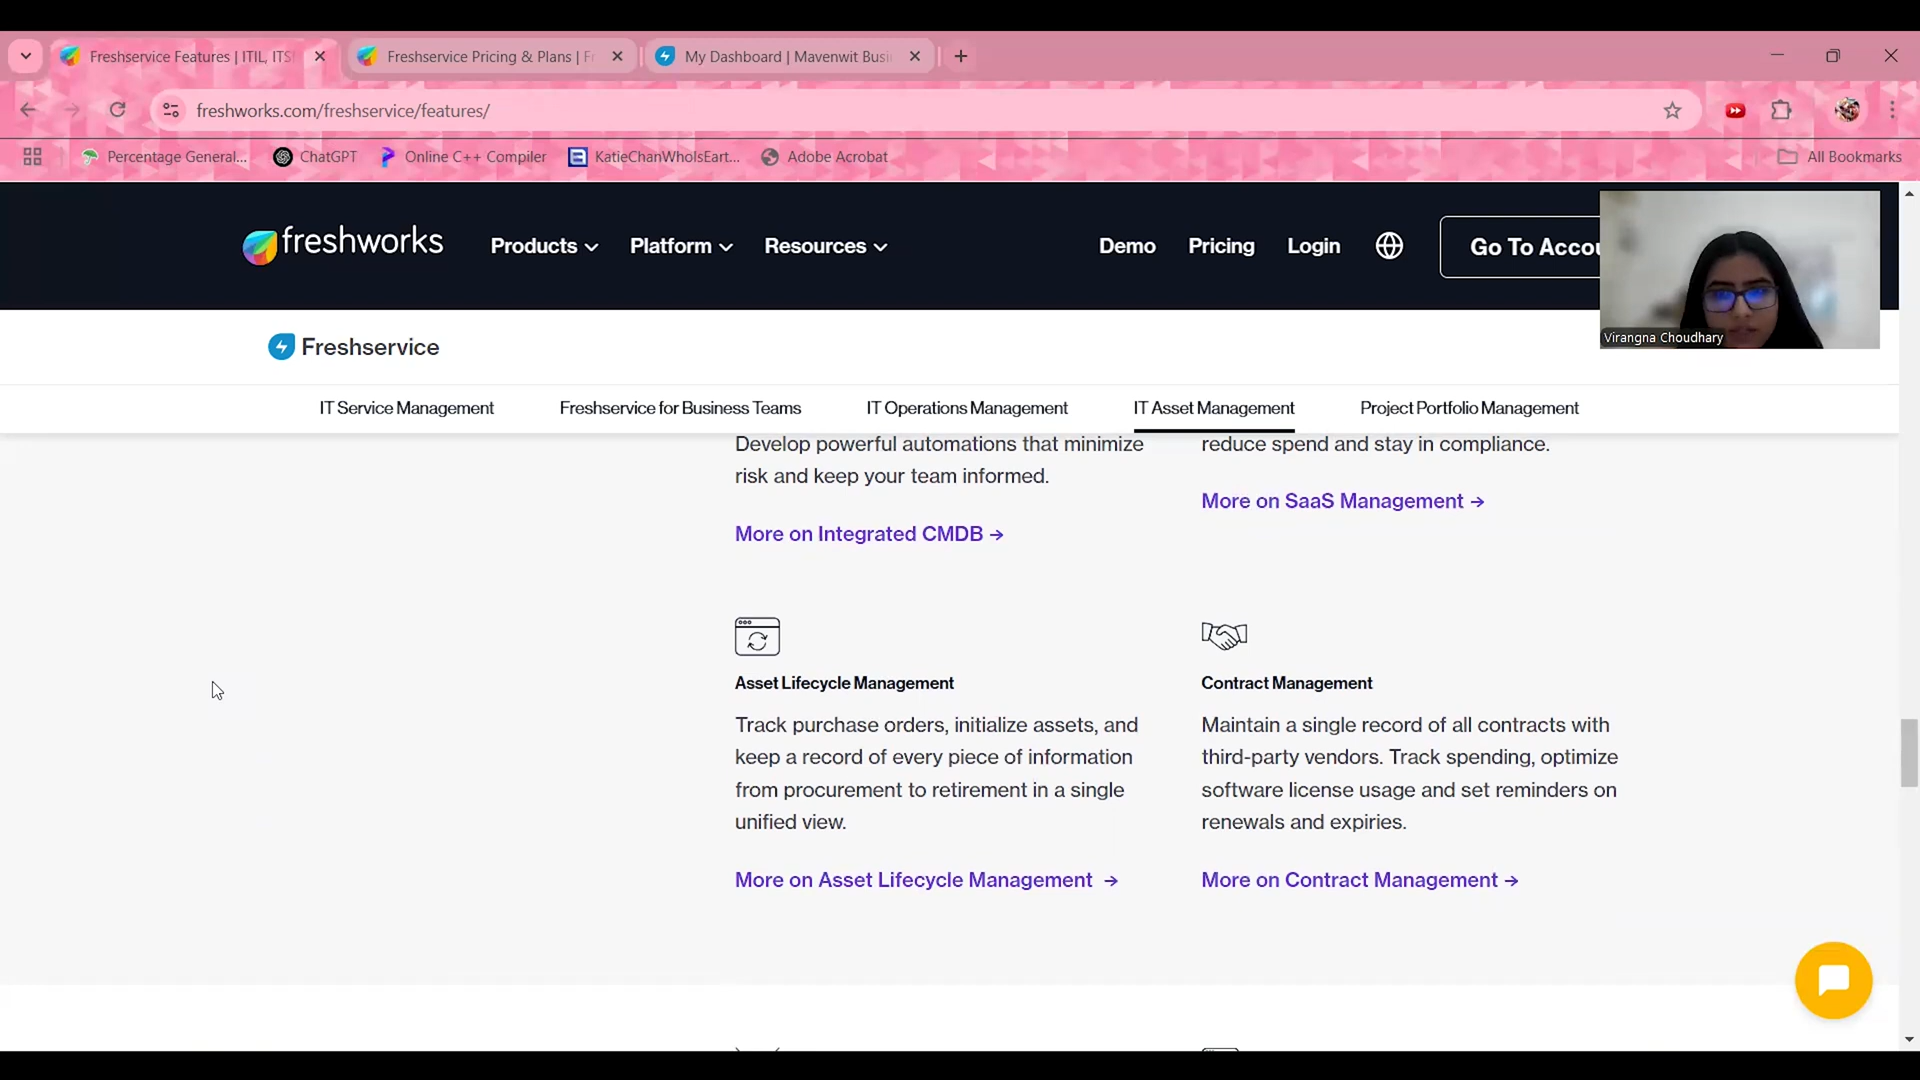 Freshservice Features | ITIL, ITS
Freshservice Pricing & Plans | Fr
My Dashboard | Mavenwit Busi
freshworks.com/freshservice/features/
Percentage General...
ChatGPT
Online C++ Compiler
KatieChanWhoIsEart...
Adobe Acrobat
All Bookmarks
freshworks
Products
Platform
Resources
Demo
Pricing
Login
Go To Accou
Virangna Choudhary
Freshservice
IT Service Management
Freshservice for Business Teams
IT Operations Management
IT Asset Management
Project Portfolio Management
Develop powerful automations that minimize
risk and keep your team informed.
More on Integrated CMDB →
reduce spend and stay in compliance.
More on SaaS Management →
Asset Lifecycle Management
Track purchase orders, initialize assets, and
keep a record of every piece of information
from procurement to retirement in a single
unified view.
More on Asset Lifecycle Management →
Contract Management
Maintain a single record of all contracts with
third-party vendors. Track spending, optimize
software license usage and set reminders on
renewals and expiries.
More on Contract Management →